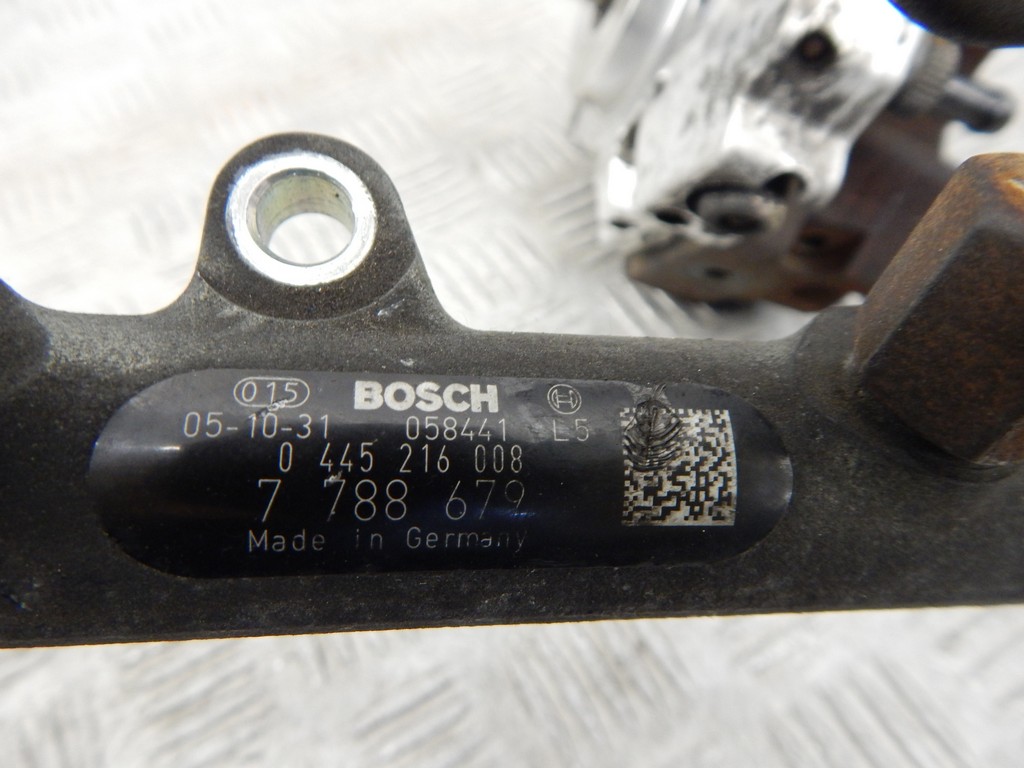 015 BOSCH
05-10-31 058441 L5
0 445 216 008
7 788 679
Made in Germany